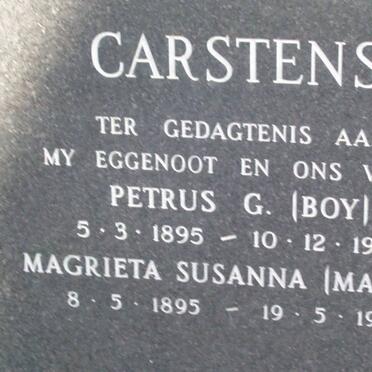 CARSTENS
TER GEDAGTENIS AA
MY EGGENOOT EN ONS V
PETRUS G. (BOY)
5 · 3 · 1895 – 10 · 12 · 19
MAGRIETA SUSANNA (MA
8 · 5 · 1895 – 19 · 5 · 19